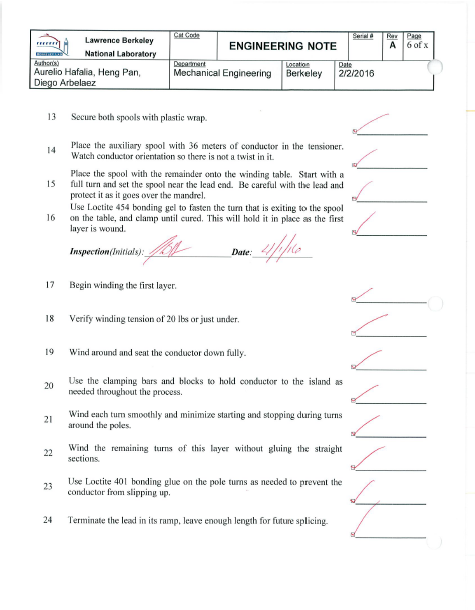 Lawrence Berkeley
National Laboratory
Cat Code
ENGINEERING NOTE
Serial #
Rev
A
Page
6 of x
Author(s)
Aurelio Hafalia, Heng Pan,
Diego Arbelaez
Department
Mechanical Engineering
Location
Berkeley
Date
2/2/2016
13 Secure both spools with plastic wrap.
14 Place the auxiliary spool with 36 meters of conductor in the tensioner.
Watch conductor orientation so there is not a twist in it.
15 Place the spool with the remainder onto the winding table. Start with a
full turn and set the spool near the lead end. Be careful with the lead and
protect it as it goes over the mandrel.
16 Use Loctite 454 bonding gel to fasten the turn that is exiting to the spool
on the table, and clamp until cured. This will hold it in place as the first
layer is wound.
Inspection(Initials): Date: 4/1/16
17 Begin winding the first layer.
18 Verify winding tension of 20 lbs or just under.
19 Wind around and seat the conductor down fully.
20 Use the clamping bars and blocks to hold conductor to the island as
needed throughout the process.
21 Wind each turn smoothly and minimize starting and stopping during turns
around the poles.
22 Wind the remaining turns of this layer without gluing the straight
sections.
23 Use Loctite 401 bonding glue on the pole turns as needed to prevent the
conductor from slipping up.
24 Terminate the lead in its ramp, leave enough length for future splicing.